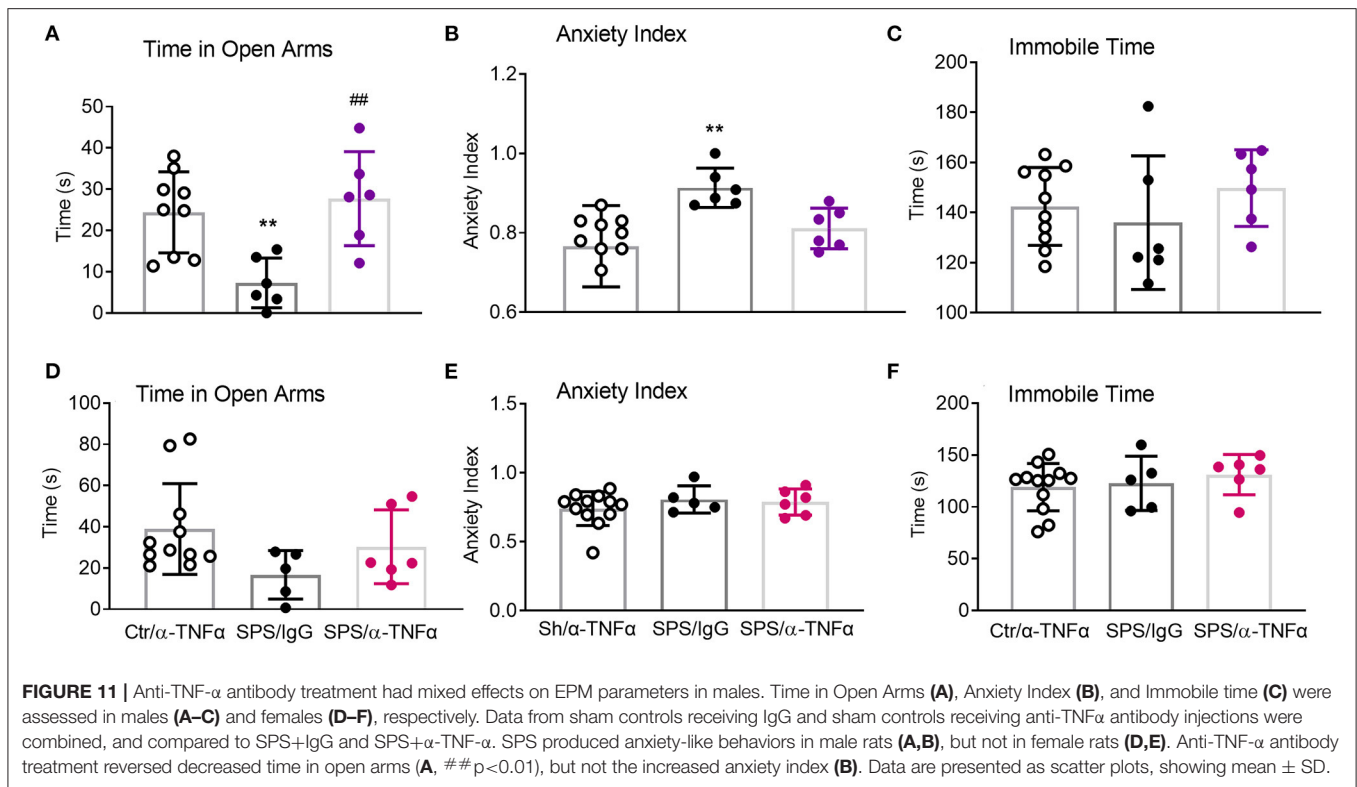 A
Time in Open Arms
Time (s)
50
40
30
20
10
0
**
##
B
Anxiety Index
Anxiety Index
1.2
1.0
0.8
0.6
**
C
Immobile Time
Time (s)
200
180
160
140
120
100
D
Time in Open Arms
Time (s)
100
80
60
40
20
0
Ctr/α-TNFα SPS/IgG SPS/α-TNFα
E
Anxiety Index
Anxiety Index
1.5
1.0
0.5
0.0
Sh/α-TNFα SPS/IgG SPS/α-TNFα
F
Immobile Time
Time (s)
200
150
100
50
0
Ctr/α-TNFα SPS/IgG SPS/α-TNFα
FIGURE 11 | Anti-TNF-α antibody treatment had mixed effects on EPM parameters in males. Time in Open Arms (A), Anxiety Index (B), and Immobile time (C) were
assessed in males (A–C) and females (D–F), respectively. Data from sham controls receiving IgG and sham controls receiving anti-TNFα antibody injections were
combined, and compared to SPS+IgG and SPS+α-TNF-α. SPS produced anxiety-like behaviors in male rats (A,B), but not in female rats (D,E). Anti-TNF-α antibody
treatment reversed decreased time in open arms (A, ##p<0.01), but not the increased anxiety index (B). Data are presented as scatter plots, showing mean ± SD.